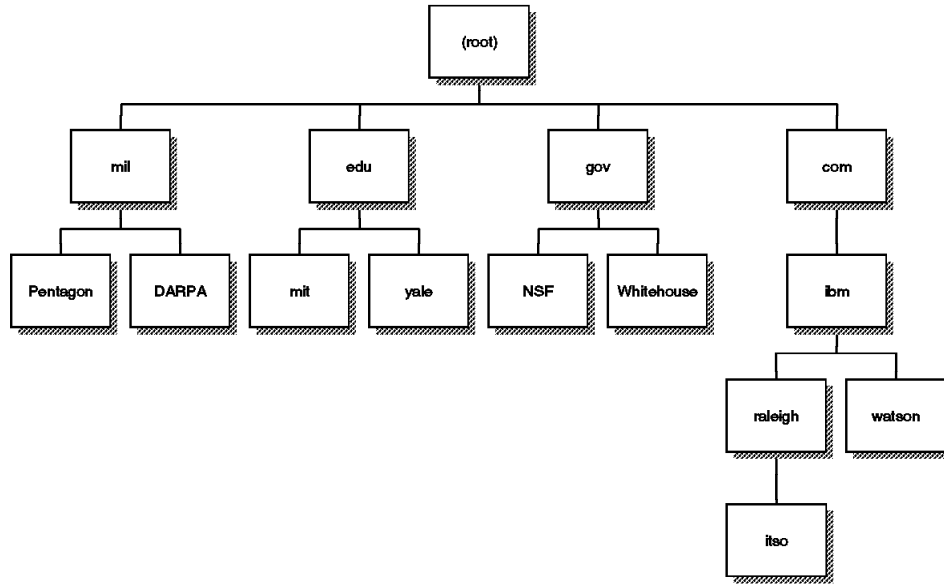 (root)
mil
edu
gov
com
Pentagon
DARPA
mit
yale
NSF
Whitehouse
ibm
raleigh
watson
itso